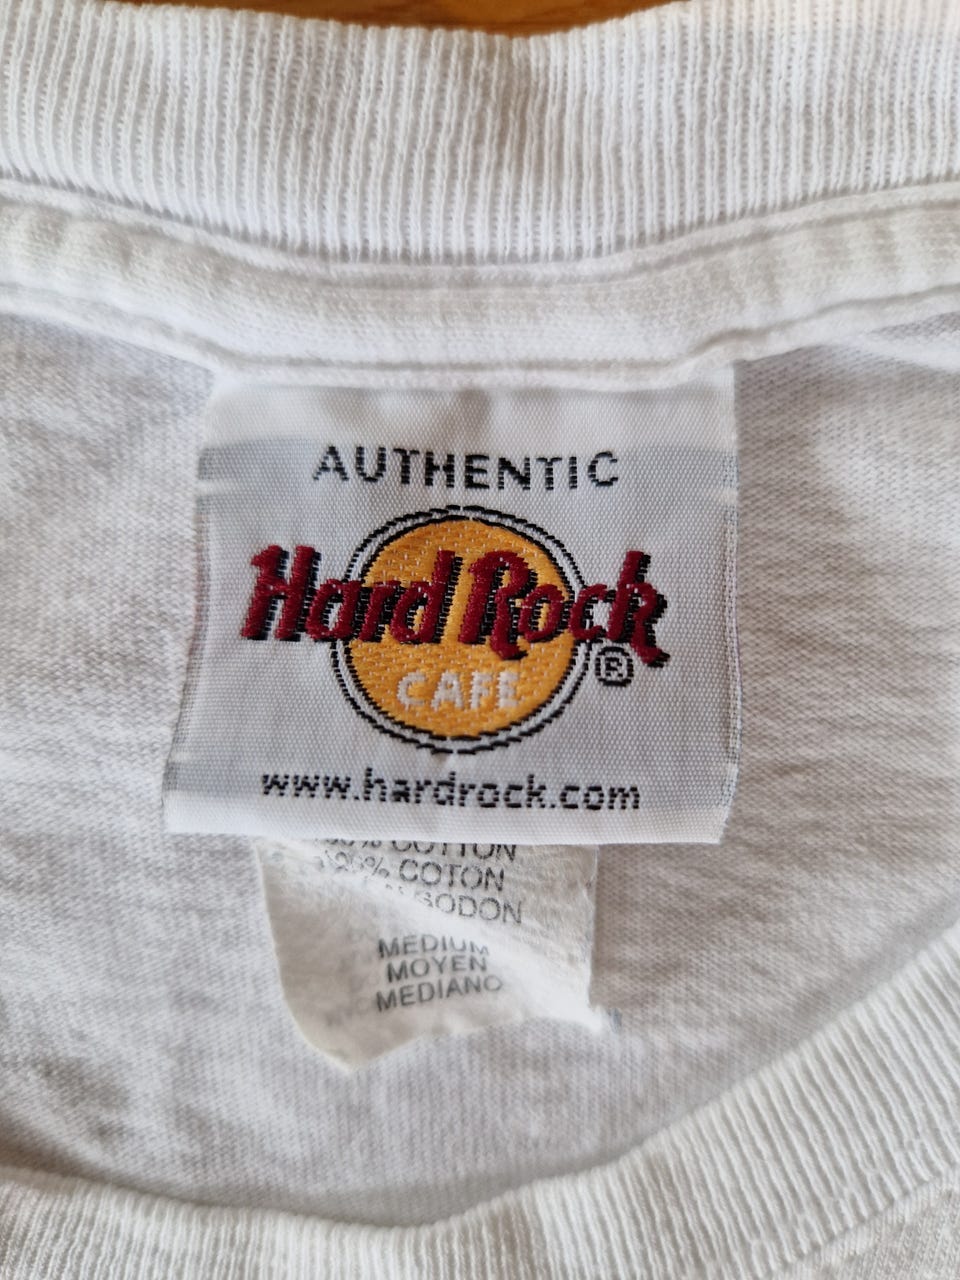 AUTHENTIC
Hard Rock
CAFE
®
www.hardrock.com
COTTON
COTON
MEDIUM
MOYEN
MEDIANO